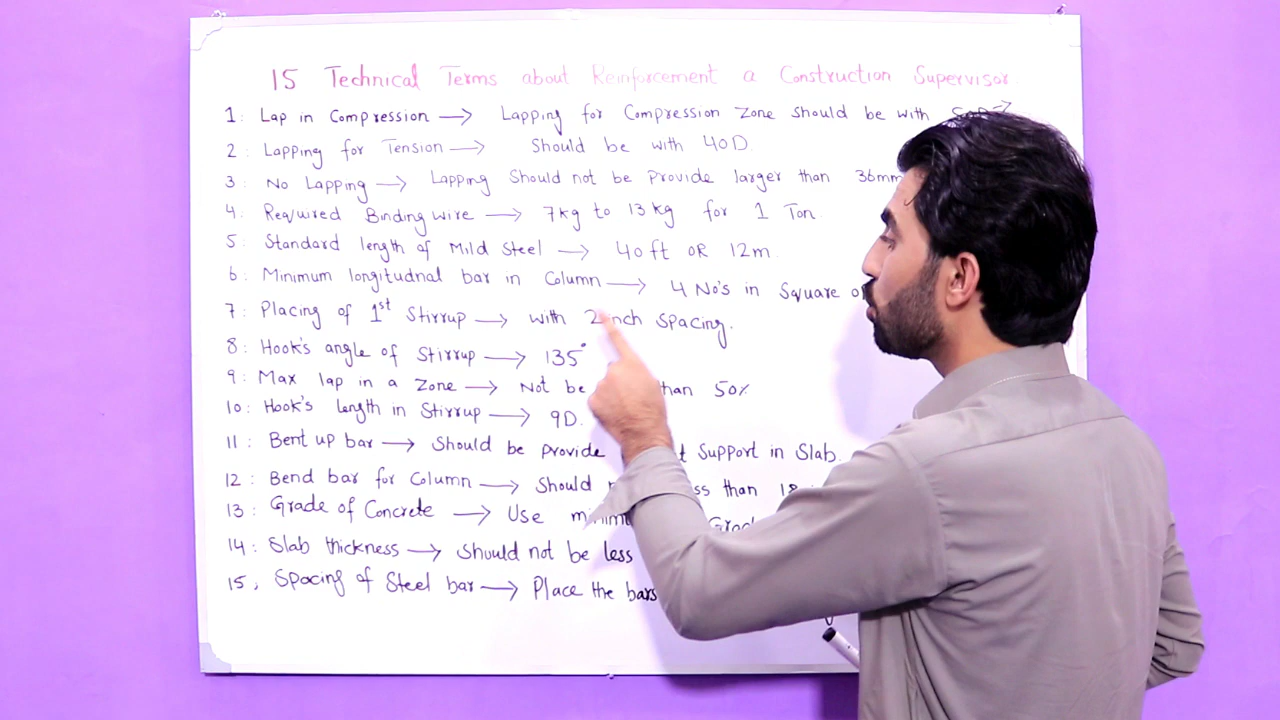 15 Technical Terms about Reinforcement a Construction Supervisor.
1: Lap in Compression → Lapping for Compression Zone should be with
2: Lapping for Tension → Should be with 40D
3: No Lapping → Lapping Should not be Provide larger than 36mm
4: Required Binding wire → 7kg to 13kg for 1 Ton.
5: Standard length of Mild Steel → 40ft OR 12m.
6: Minimum longitudnal bar in Column → 4 No's in Square
7: Placing of 1st Stirrup → with 2 inch Spacing.
8: Hook's angle of Stirrup → 135°
9: Max lap in a Zone → Not be than 50%
10: Hook's length in Stirrup → 9D.
11: Bent up bar → Should be provide Support in Slab.
12: Bend bar for Column → Should than
13: Grade of Concrete → Use
14: Slab thickness → Should not be less
15, Spacing of Steel bar → Place the bars